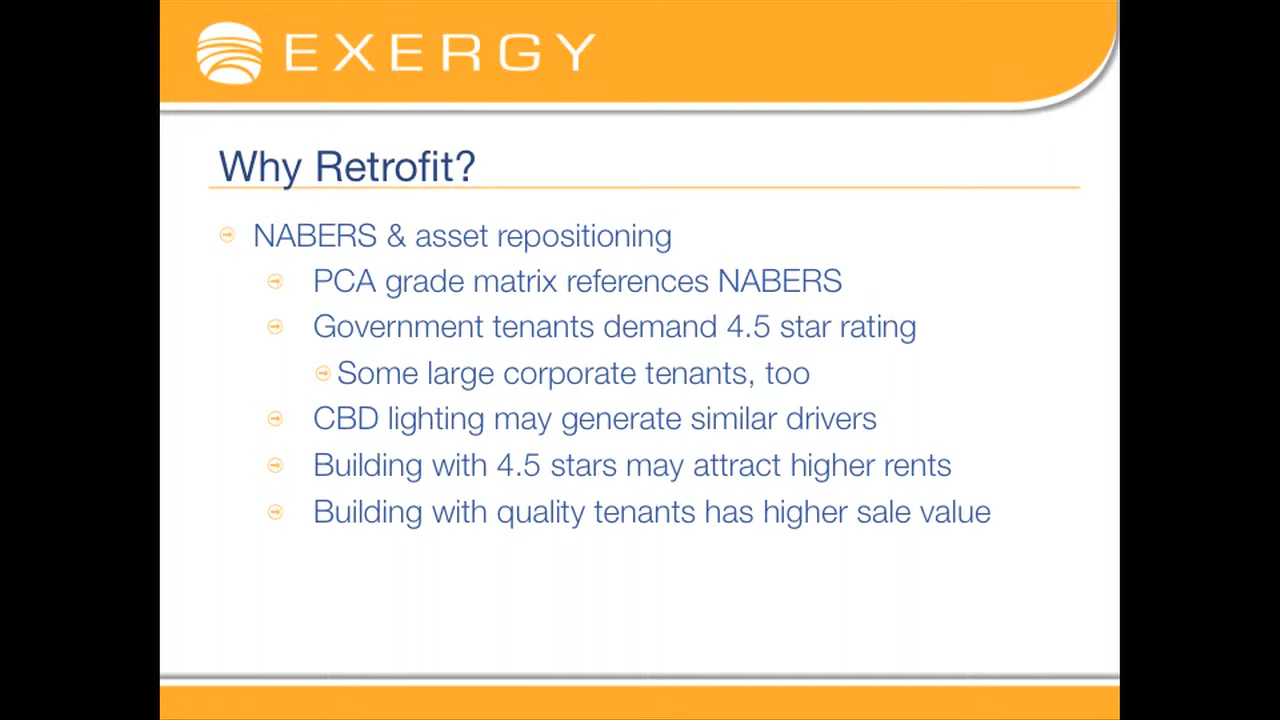 EXERGY
Why Retrofit?
NABERS & asset repositioning
PCA grade matrix references NABERS
Government tenants demand 4.5 star rating
Some large corporate tenants, too
CBD lighting may generate similar drivers
Building with 4.5 stars may attract higher rents
Building with quality tenants has higher sale value